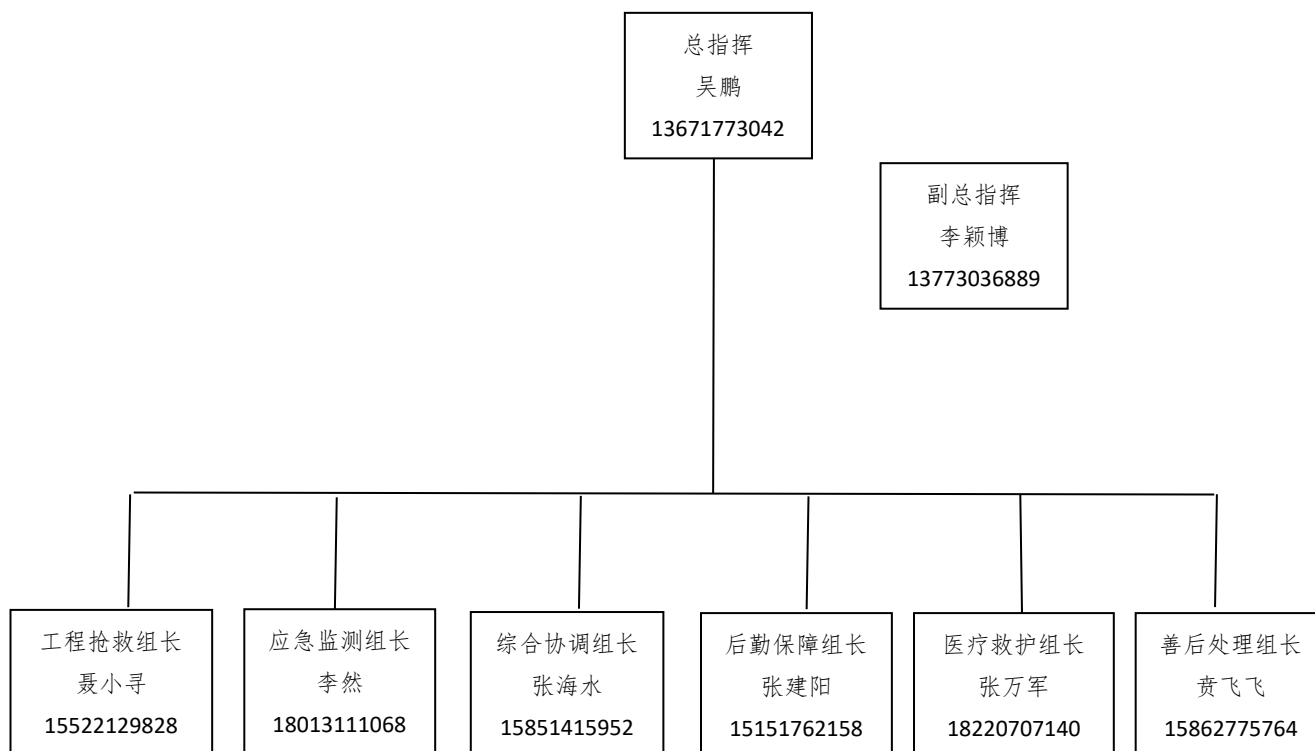 总指挥
吴鹏
13671773042
副总指挥
李颖博
13773036889
工程抢救组长
聂小寻
15522129828
应急监测组长
李然
18013111068
综合协调组长
张海水
15851415952
后勤保障组长
张建阳
15151762158
医疗救护组长
张万军
18220707140
善后处理组长
贲飞飞
15862775764